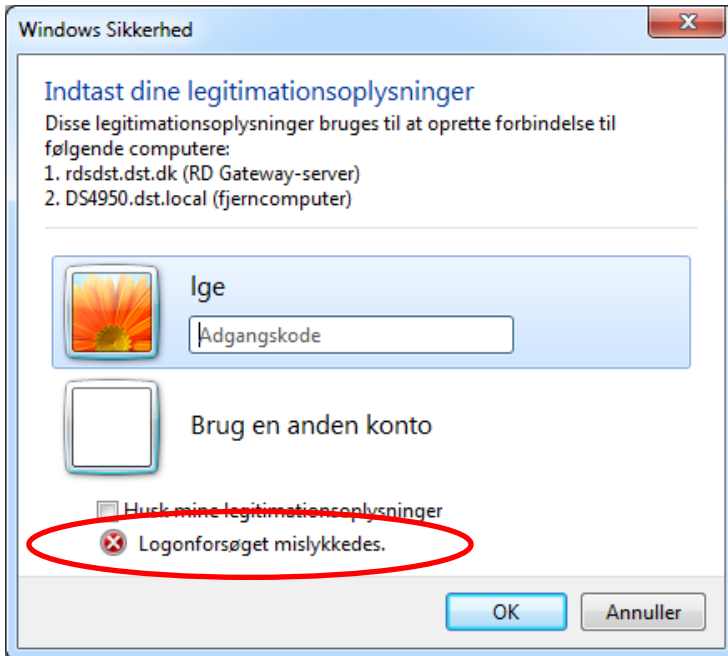 Windows Sikkerhed
Indtast dine legitimationsoplysninger
Disse legitimationsoplysninger bruges til at oprette forbindelse til
følgende computere:
1. rdsdst.dst.dk (RD Gateway-server)
2. DS4950.dst.local (fjerncomputer)
lge
Adgangskode
Brug en anden konto
Husk mine legitimationsoplysninger
Logonforsøget mislykkedes.
OK
Annuller